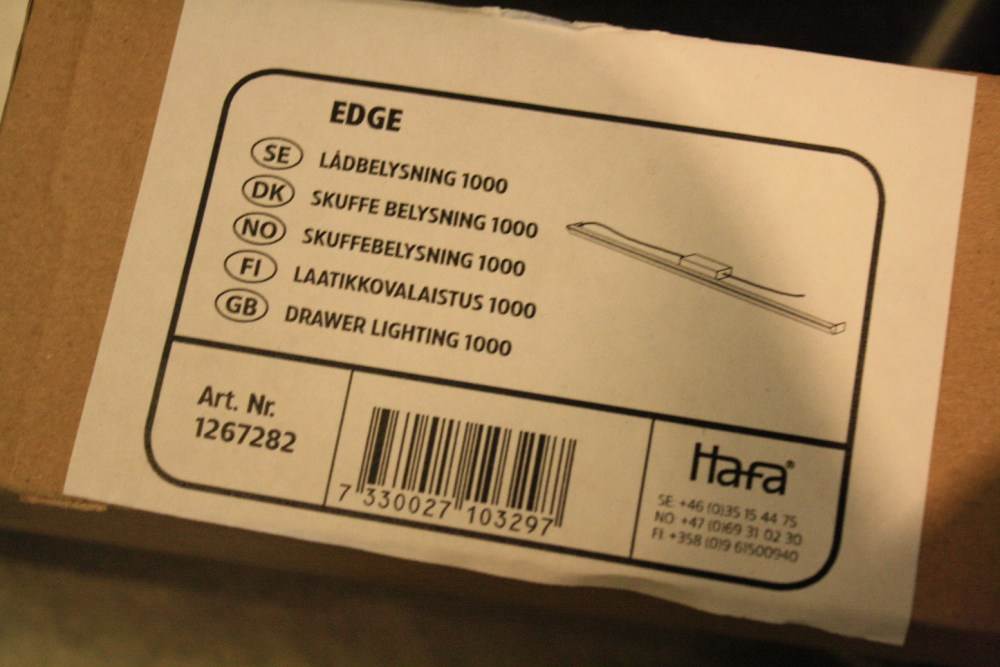 EDGE
SE LÅDBELYSNING 1000
DK SKUFFE BELYSNING 1000
NO SKUFFEBELYSNING 1000
FI LAATIKKOVALAISTUS 1000
GB DRAWER LIGHTING 1000
Art. Nr.
1267282
7 330027 103297
Hafa®
SE: +46 (0)35 15 44 75
NO: +47 (0)69 31 02 30
FI: +358 (0)9 61500940